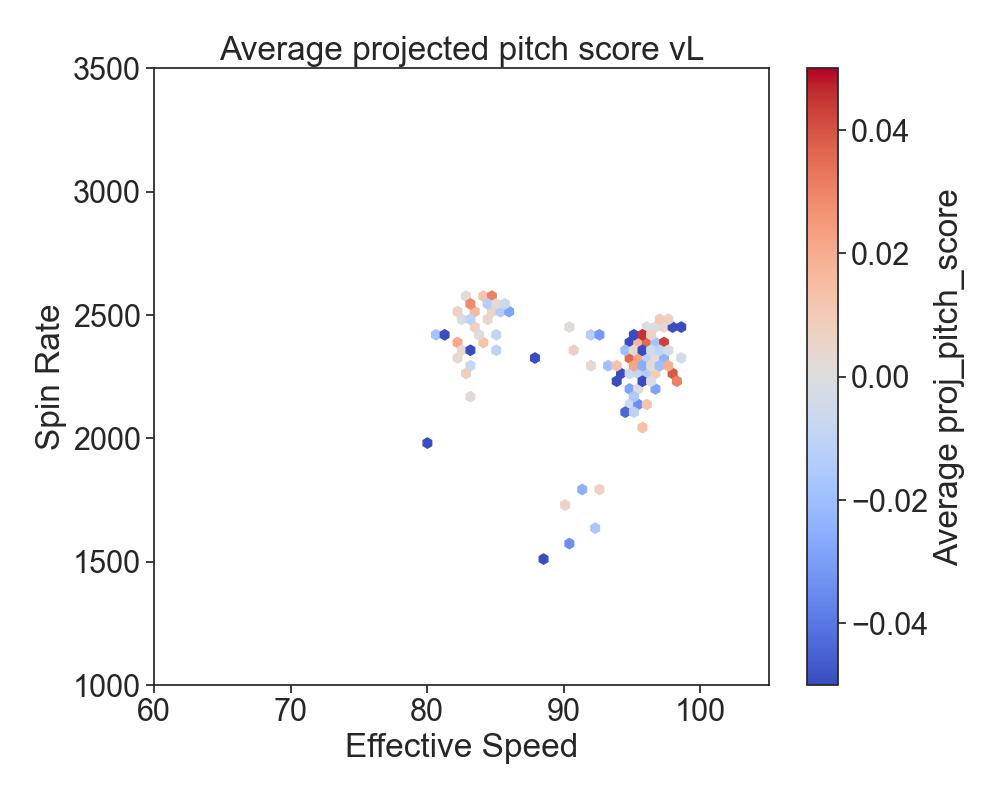 Average projected pitch score vL
3500
3000
2500
2000
1500
1000
Spin Rate
60 70 80 90 100
Effective Speed
0.04
0.02
0.00
−0.02
−0.04
Average proj_pitch_score